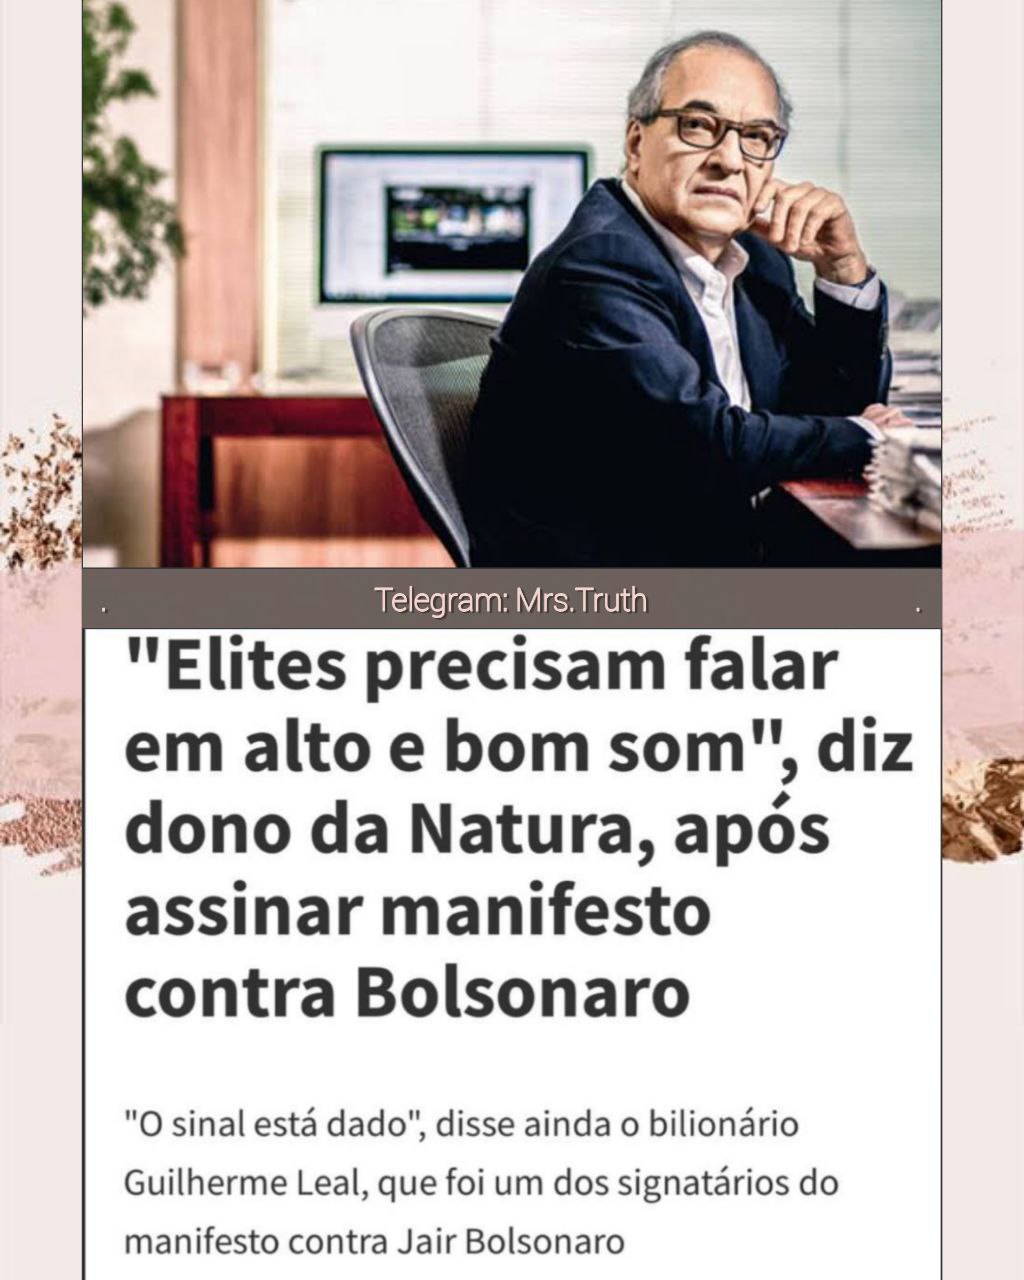 . Telegram: Mrs.Truth .
"Elites precisam falar
em alto e bom som", diz
dono da Natura, após
assinar manifesto
contra Bolsonaro
"O sinal está dado", disse ainda o bilionário
Guilherme Leal, que foi um dos signatários do
manifesto contra Jair Bolsonaro